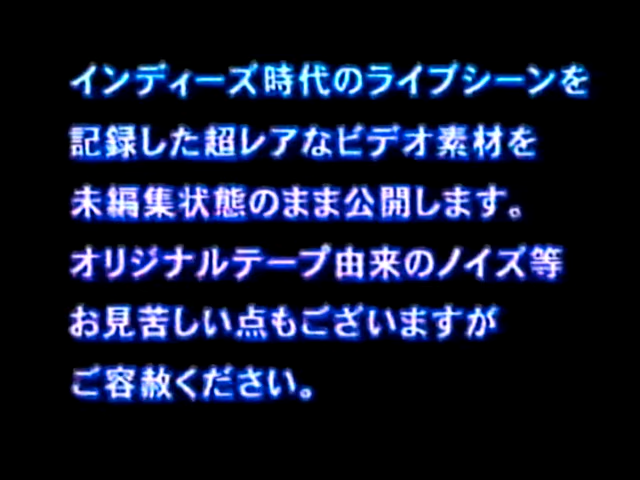 インディーズ時代のライブシーンを
記録した超レアなビデオ素材を
未編集状態のまま公開します。
オリジナルテープ由来のノイズ等
お見苦しい点もございますが
ご容赦ください。